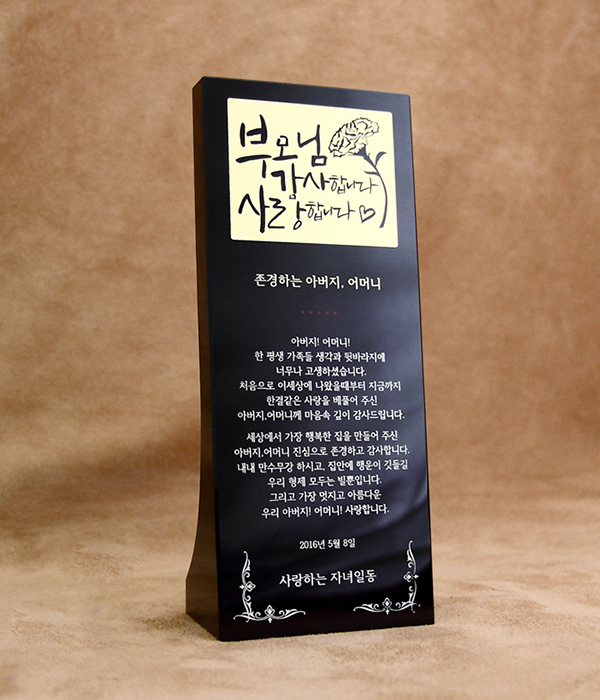 부모님
감사합니다
사랑합니다
존경하는 아버지, 어머니
아버지! 어머니!
한 평생 가족들 생각과 뒷바라지에
너무나 고생하셨습니다.
처음으로 이세상에 나왔을때부터 지금까지
한결같은 사랑을 베풀어 주신
아버지,어머니께 마음속 깊이 감사드립니다.
세상에서 가장 행복한 집을 만들어 주신
아버지,어머니 진심으로 존경하고 감사합니다.
내내 만수무강 하시고, 집안에 행운이 깃들길
우리 형제 모두는 빌뿐입니다.
그리고 가장 멋지고 아름다운
우리 아버지! 어머니! 사랑합니다.
2016년 5월 8일
사랑하는 자녀일동